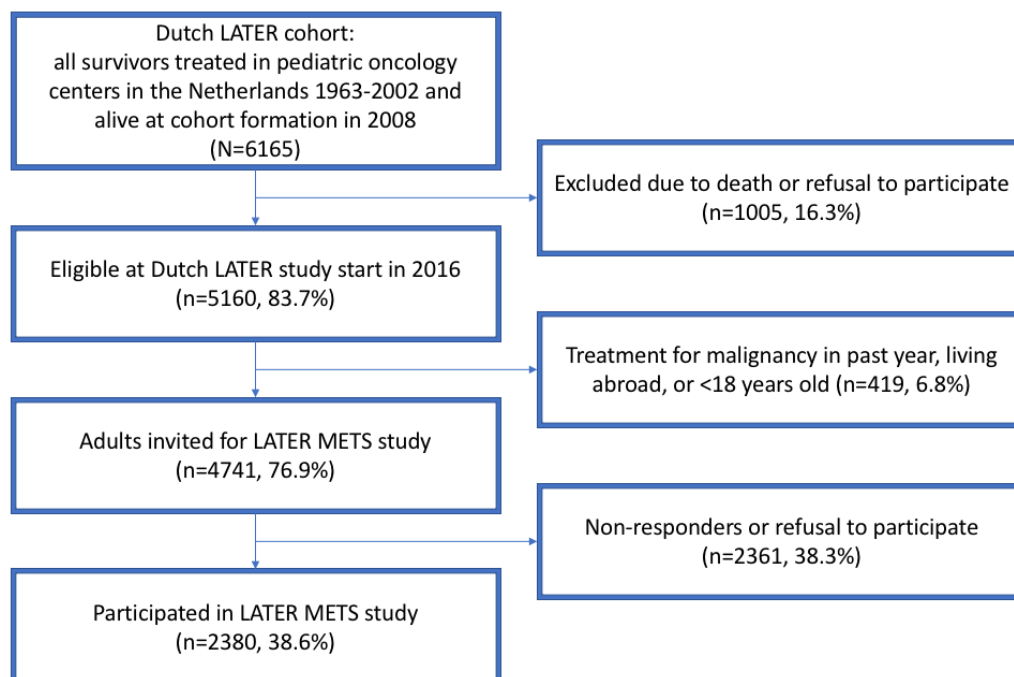 Dutch LATER cohort:
all survivors treated in pediatric oncology
centers in the Netherlands 1963-2002 and
alive at cohort formation in 2008
(N=6165)
Excluded due to death or refusal to participate
(n=1005, 16.3%)
Eligible at Dutch LATER study start in 2016
(n=5160, 83.7%)
Treatment for malignancy in past year, living
abroad, or <18 years old (n=419, 6.8%)
Adults invited for LATER METS study
(n=4741, 76.9%)
Non-responders or refusal to participate
(n=2361, 38.3%)
Participated in LATER METS study
(n=2380, 38.6%)